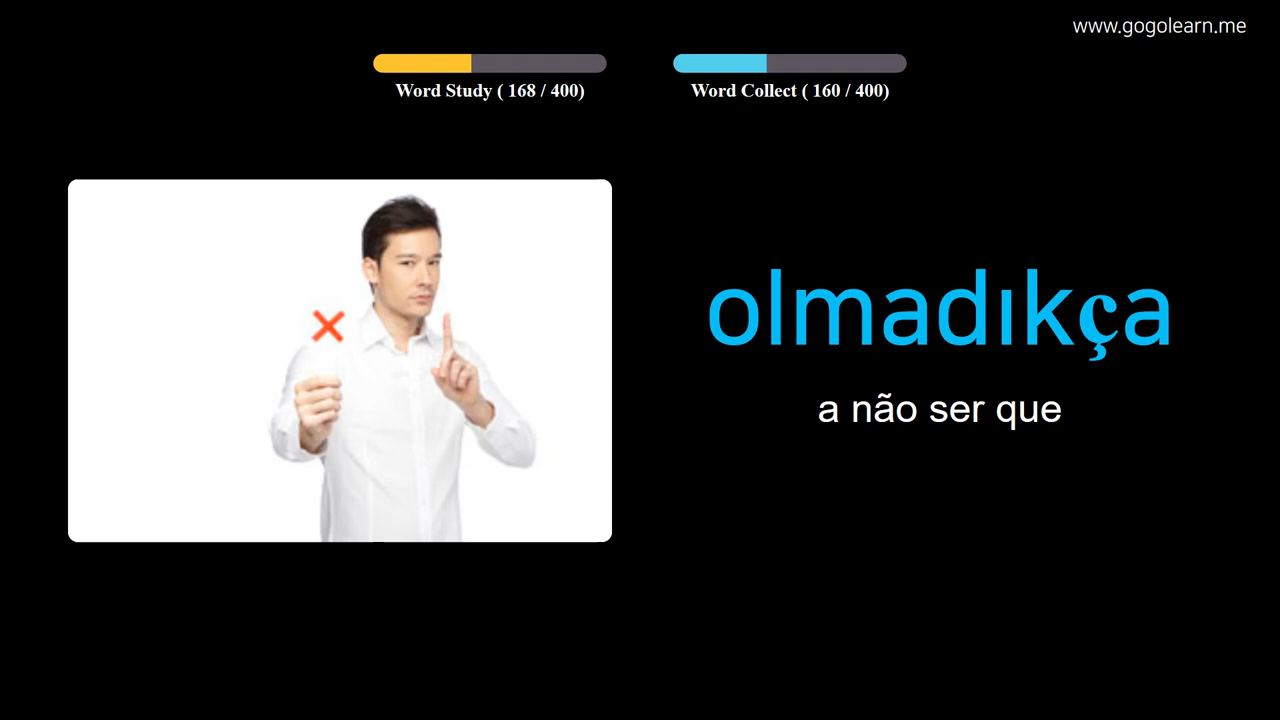 www.gogolearn.me
Word Study ( 168 / 400)
Word Collect ( 160 / 400)
olmadıkça
a não ser que